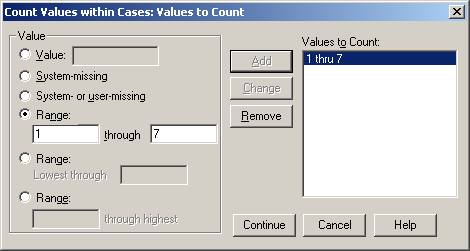 Count Values within Cases: Values to Count
Value
Value:
System-missing
System- or user-missing
Range:
1 through 7
Range:
Lowest through
Range:
through highest
Add
Change
Remove
Values to Count:
1 thru 7
Continue Cancel Help